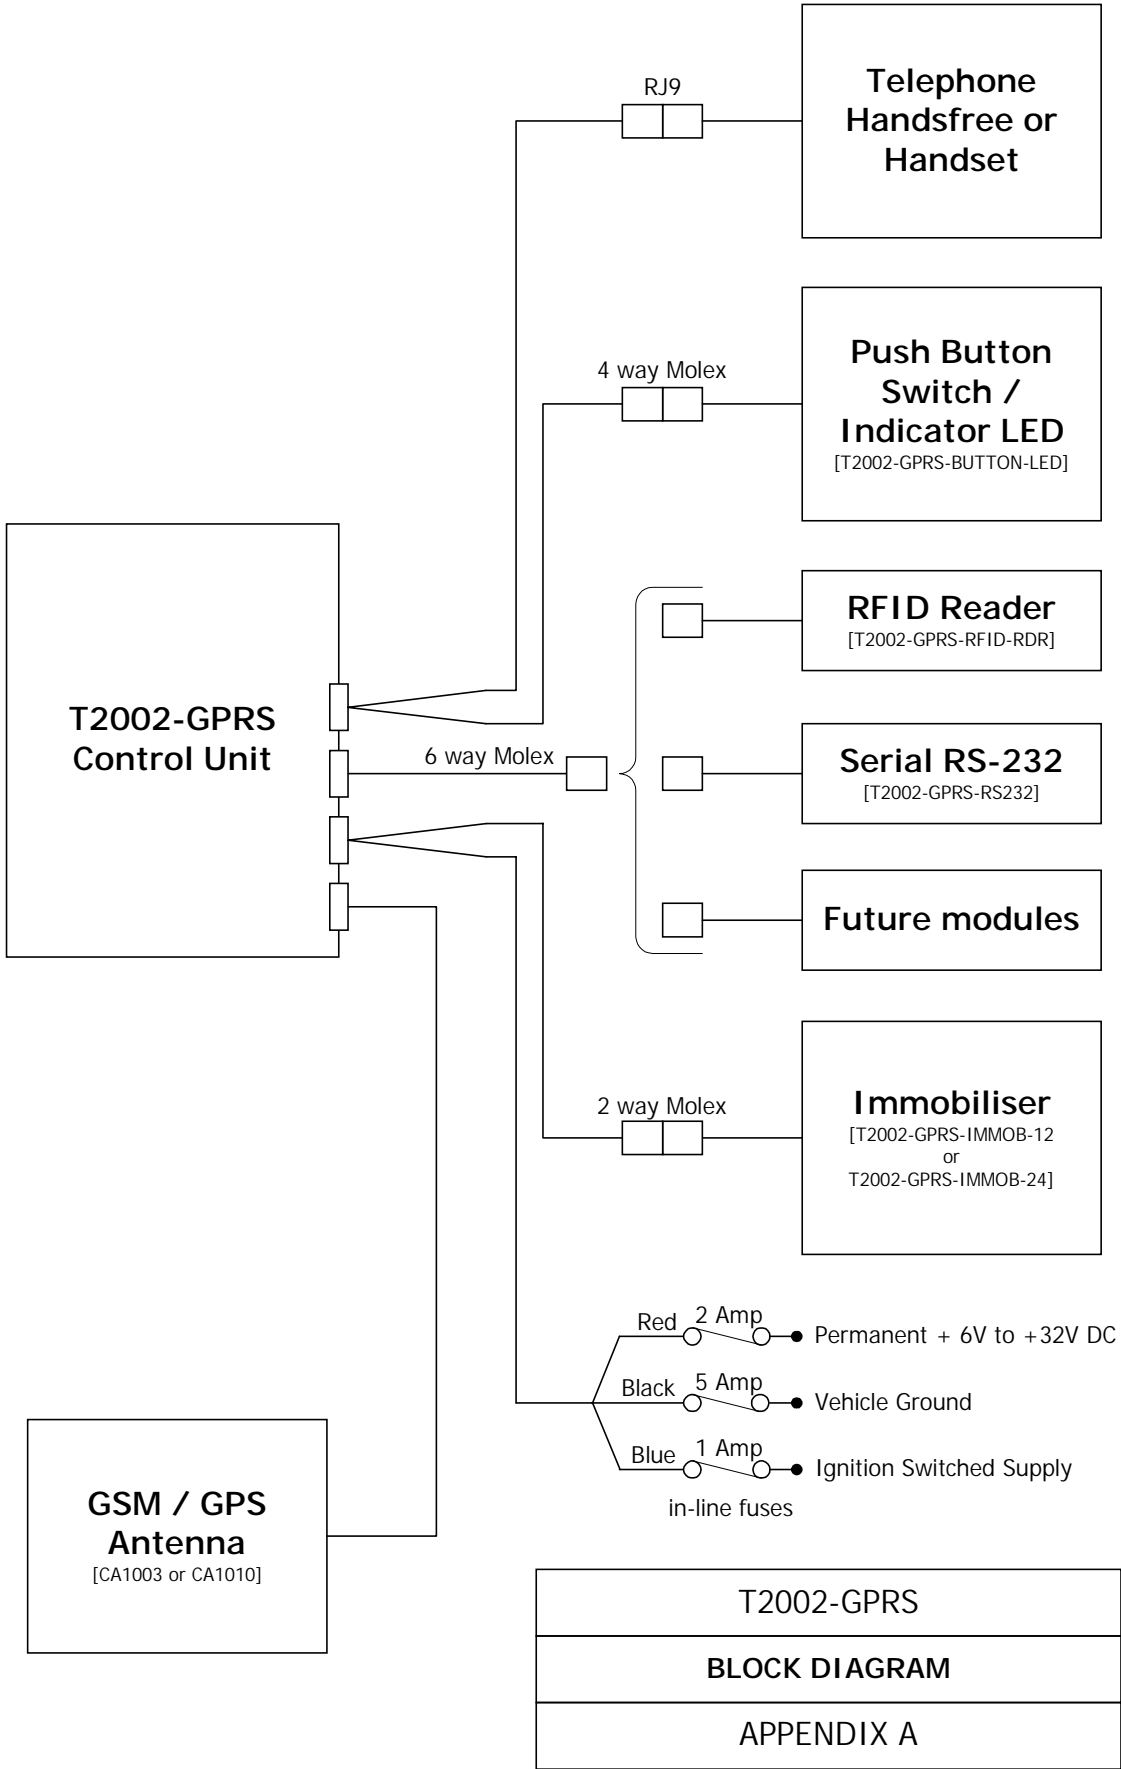 RJ9
Telephone
Handsfree or
Handset
4 way Molex
Push Button
Switch /
Indicator LED
[T2002-GPRS-BUTTON-LED]
T2002-GPRS
Control Unit
6 way Molex
RFID Reader
[T2002-GPRS-RFID-RDR]
Serial RS-232
[T2002-GPRS-RS232]
Future modules
2 way Molex
Immobiliser
[T2002-GPRS-IMMOB-12
or
T2002-GPRS-IMMOB-24]
Red 2 Amp Permanent + 6V to +32V DC
Black 5 Amp Vehicle Ground
Blue 1 Amp Ignition Switched Supply
in-line fuses
GSM / GPS
Antenna
[CA1003 or CA1010]
T2002-GPRS
BLOCK DIAGRAM
APPENDIX A